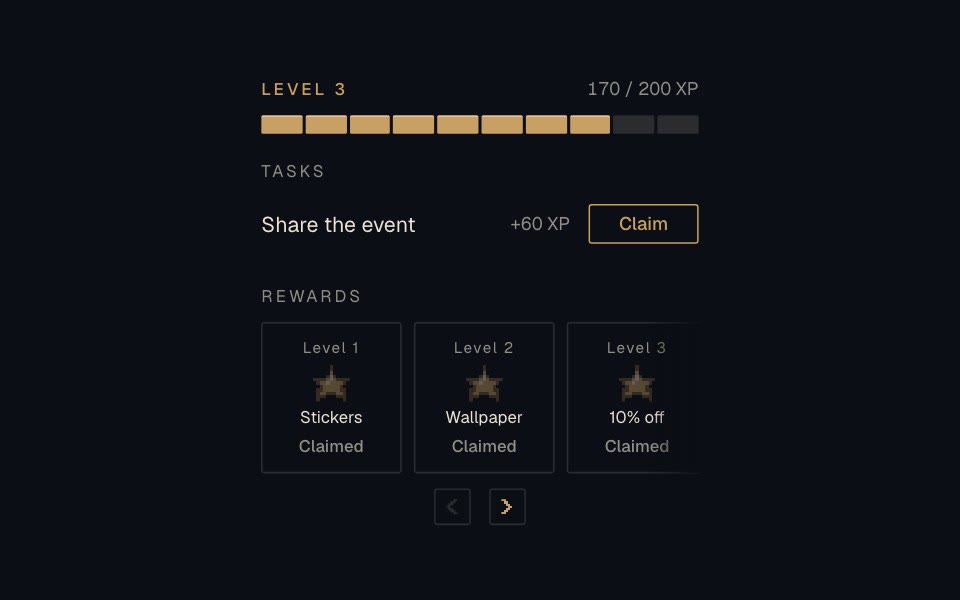 LEVEL 3 170 / 200 XP
TASKS
Share the event +60 XP Claim
REWARDS
Level 1 Level 2 Level 3
Stickers Wallpaper 10% off
Claimed Claimed Claimed